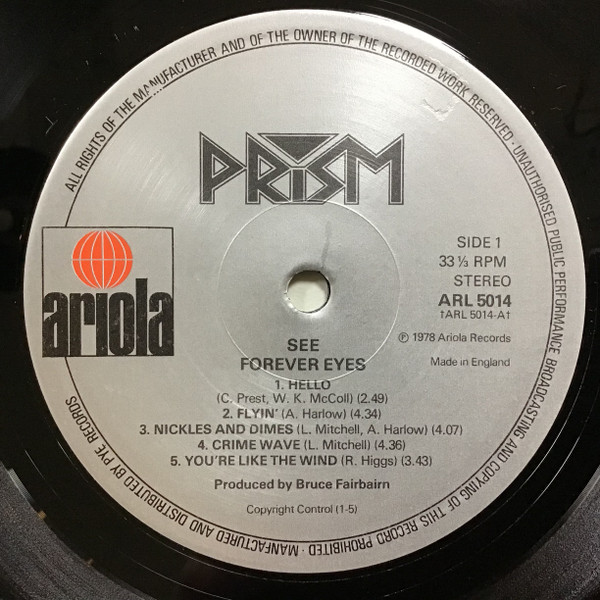 ALL RIGHTS OF THE MANUFACTURER AND OF THE OWNER OF THE RECORDED WORK RESERVED · UNAUTHORISED PUBLIC PERFORMANCE BROADCASTING AND COPYING OF THIS RECORD PROHIBITED · MANFACTURED AND DISTRIBUTED BY PYE RECORDS
PRISM
ariola
SIDE 1
33 ⅓ RPM
STEREO
ARL 5014
†ARL 5014-A†
℗ 1978 Ariola Records
Made in England
SEE
FOREVER EYES
1. HELLO
(C. Prest, W. K. McColl) (2.49)
2. FLYIN' (A. Harlow) (4.34)
3. NICKLES AND DIMES (L. Mitchell, A. Harlow) (4.07)
4. CRIME WAVE (L. Mitchell) (4.36)
5. YOU'RE LIKE THE WIND (R. Higgs) (3.43)
Produced by Bruce Fairbairn
Copyright Control (1-5)